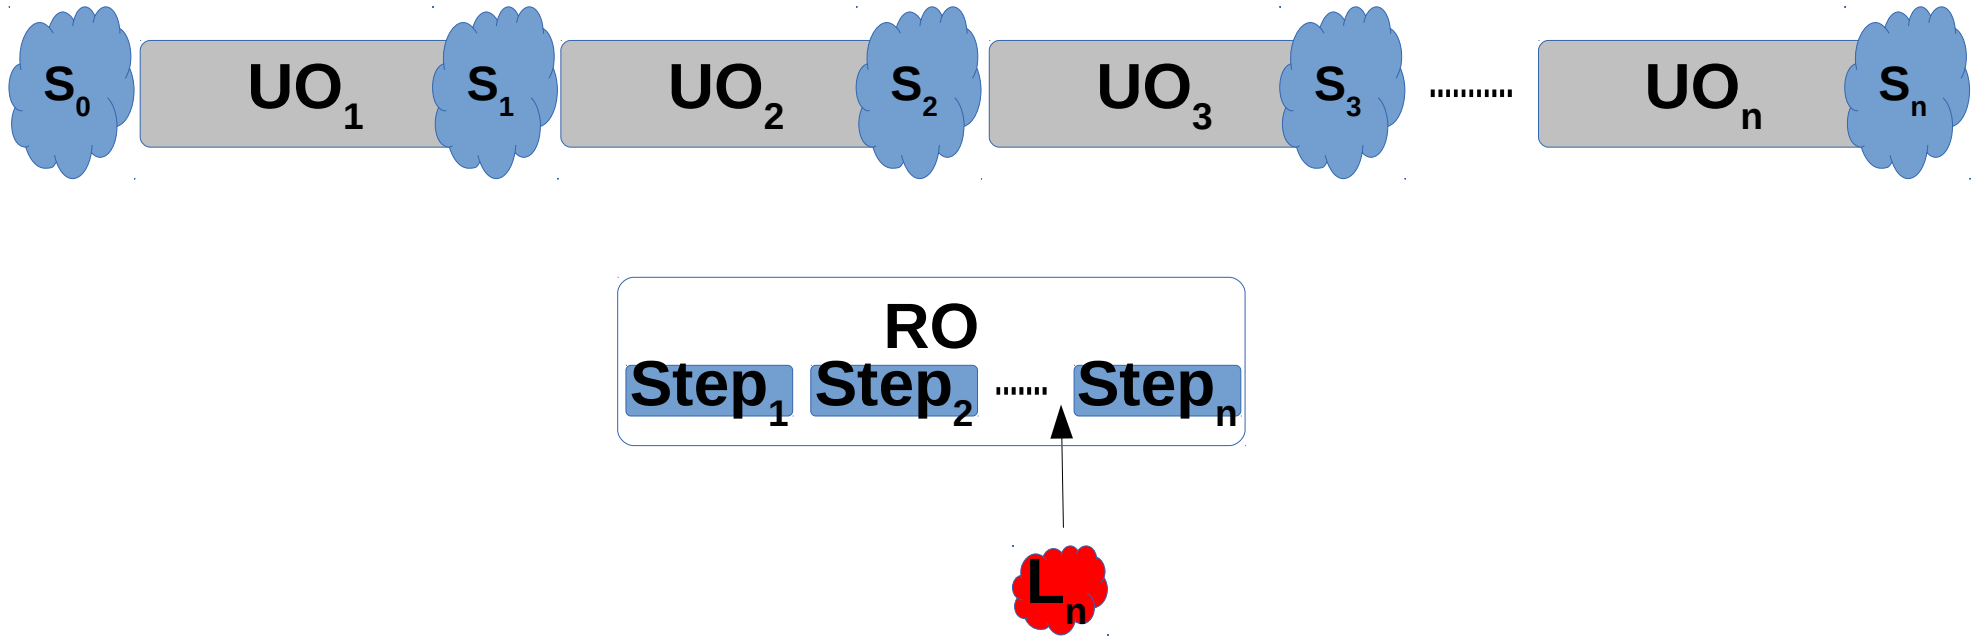 S0 UO1 S1 UO2 S2 UO3 S3 ........... UOn Sn
RO
Step1 Step2 ....... Stepn
Ln